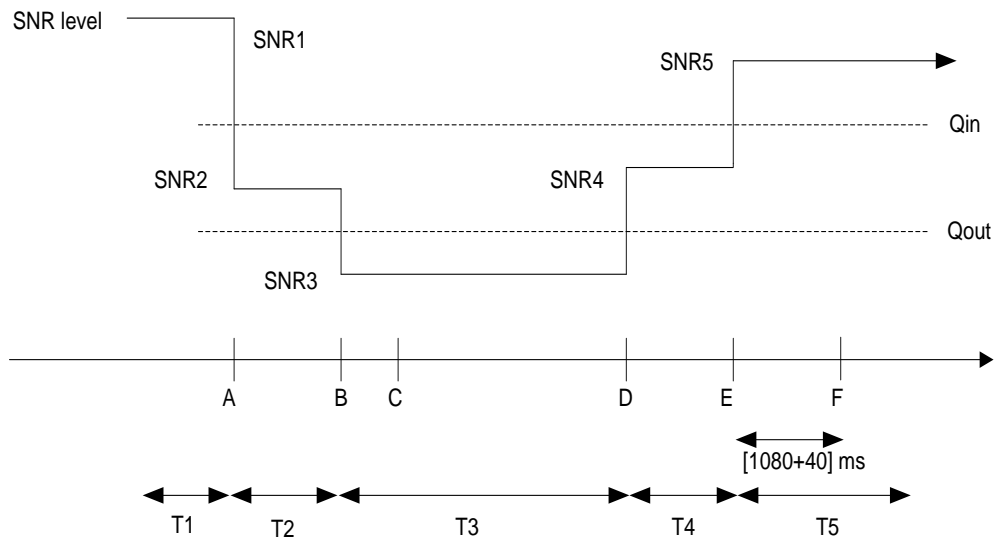 SNR level
SNR1
SNR5
Qin
SNR2
SNR4
Qout
SNR3
A B C D E F
[1080+40] ms
T1 T2 T3 T4 T5